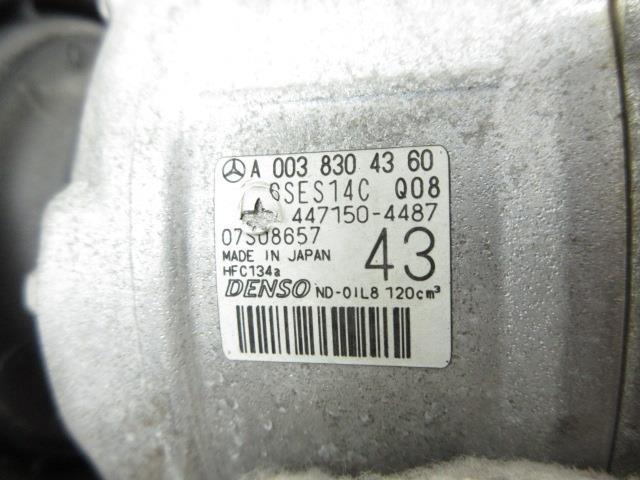 A 003 830 43 60
6SES14C Q08
447150-4487
07S08657
MADE IN JAPAN 43
HFC134a
DENSO ND-OIL8 120cm³